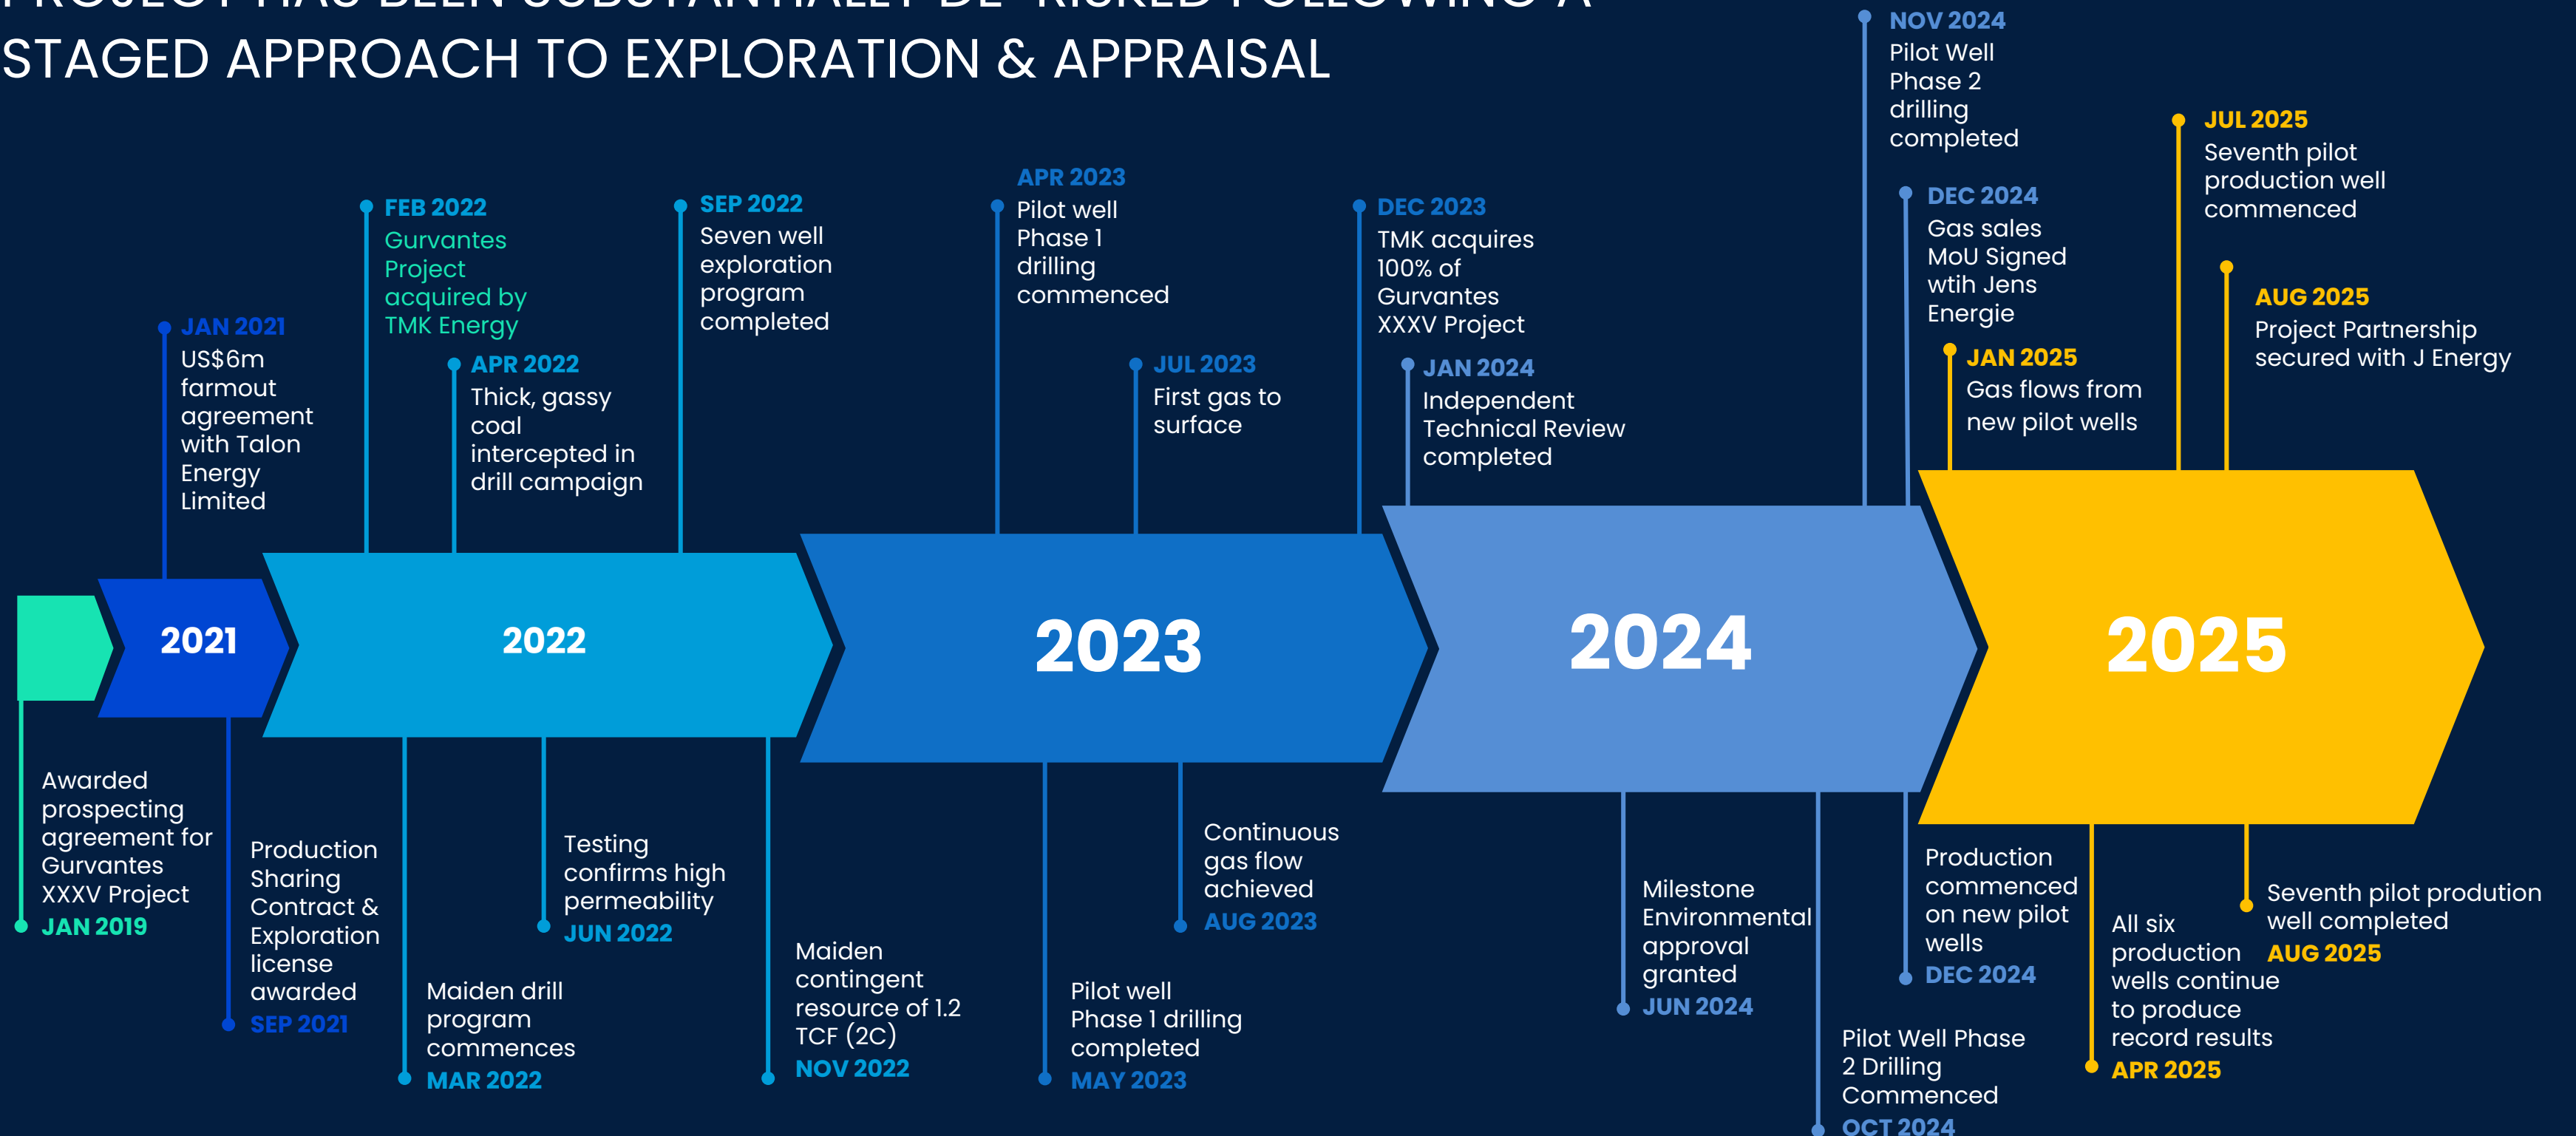 PROJECT HAS BEEN SUBSTANTIALLY DE-RISKED FOLLOWING A
STAGED APPROACH TO EXPLORATION & APPRAISAL
JAN 2021
US$6m
farmout
agreement
with Talon
Energy
Limited
FEB 2022
Gurvantes
Project
acquired by
TMK Energy
APR 2022
Thick, gassy
coal
intercepted in
drill campaign
SEP 2022
Seven well
exploration
program
completed
APR 2023
Pilot well
Phase 1
drilling
commenced
JUL 2023
First gas to
surface
DEC 2023
TMK acquires
100% of
Gurvantes
XXXV Project
JAN 2024
Independent
Technical Review
completed
NOV 2024
Pilot Well
Phase 2
drilling
completed
DEC 2024
Gas sales
MoU Signed
wtih Jens
Energie
JAN 2025
Gas flows from
new pilot wells
JUL 2025
Seventh pilot
production well
commenced
AUG 2025
Project Partnership
secured with J Energy
2021
2022
2023
2024
2025
Awarded
prospecting
agreement for
Gurvantes
XXXV Project
JAN 2019
Production
Sharing
Contract &
Exploration
license
awarded
SEP 2021
Maiden drill
program
commences
MAR 2022
Testing
confirms high
permeability
JUN 2022
Maiden
contingent
resource of 1.2
TCF (2C)
NOV 2022
Pilot well
Phase 1 drilling
completed
MAY 2023
Continuous
gas flow
achieved
AUG 2023
Milestone
Environmental
approval
granted
JUN 2024
Pilot Well Phase
2 Drilling
Commenced
OCT 2024
Production
commenced
on new pilot
wells
DEC 2024
All six
production
wells continue
to produce
record results
APR 2025
Seventh pilot prodution
well completed
AUG 2025